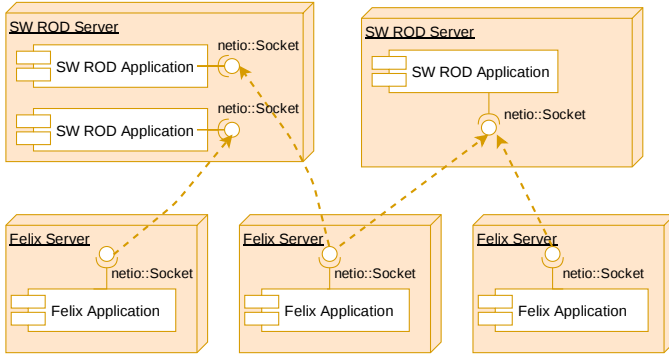 SW ROD Server
netio::Socket
SW ROD Application
netio::Socket
SW ROD Application
SW ROD Server
SW ROD Application
netio::Socket
Felix Server
netio::Socket
Felix Application
Felix Server
netio::Socket
Felix Application
Felix Server
netio::Socket
Felix Application